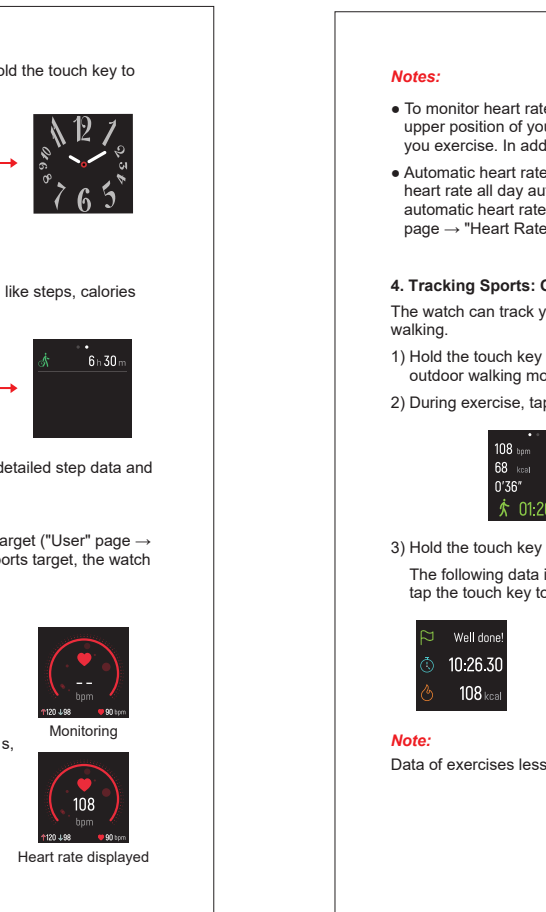 old the touch key to
like steps, calories
6 h 30 m
detailed step data and
arget ("User" page →
orts target, the watch
- -
bpm
↑120 ↓98 90 bpm
Monitoring
s,
108
bpm
↑120 ↓98 90 bpm
Heart rate displayed
Notes:
● To monitor heart rate
upper position of you
you exercise. In add
● Automatic heart rate
heart rate all day au
automatic heart rate
page → "Heart Rate
4. Tracking Sports: O
The watch can track y
walking.
1) Hold the touch key
outdoor walking mo
2) During exercise, tap
108 bpm
68 kcal
0'36"
01:20
3) Hold the touch key
The following data i
tap the touch key to
Well done!
10:26.30
108 kcal
Note:
Data of exercises less